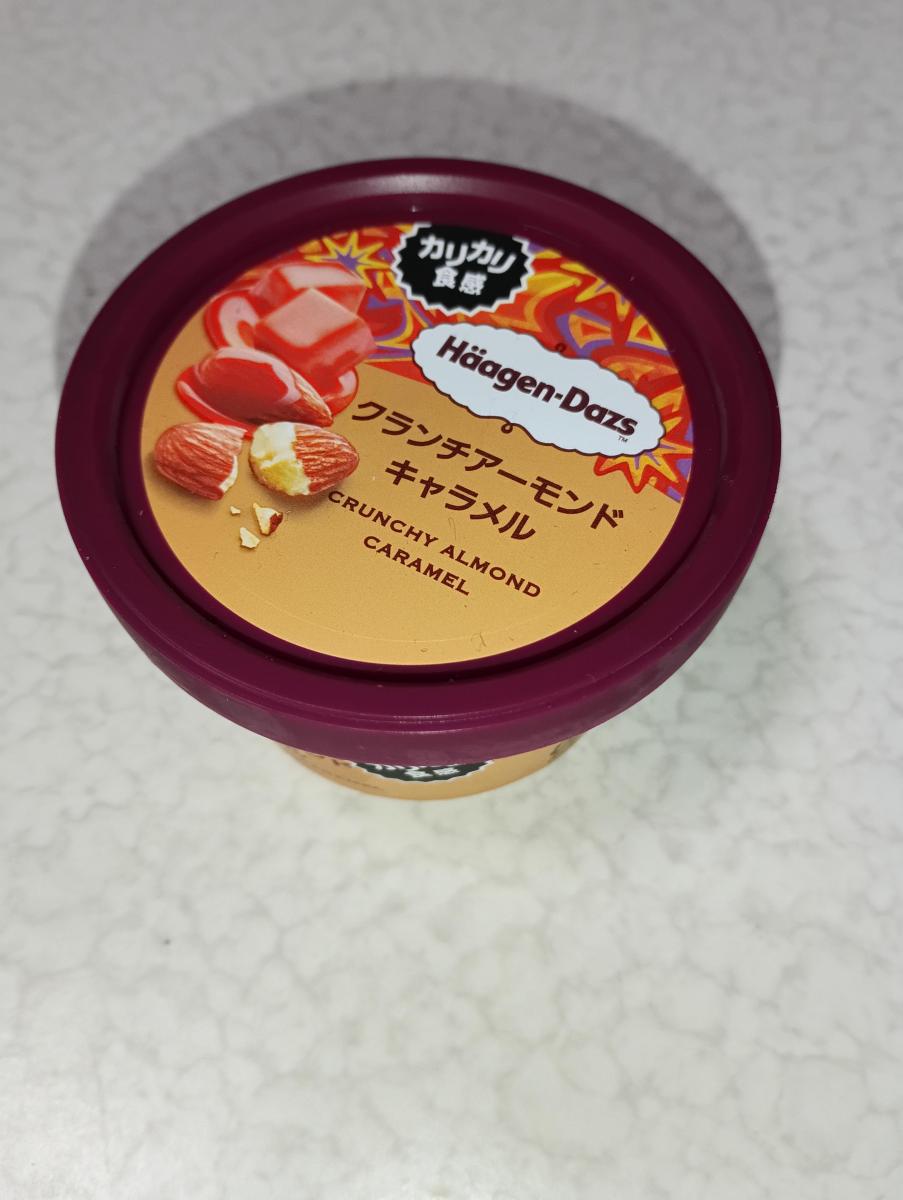 カリカリ
食感
Häagen-Dazs
TM
クランチアーモンド
キャラメル
CRUNCHY ALMOND
CARAMEL